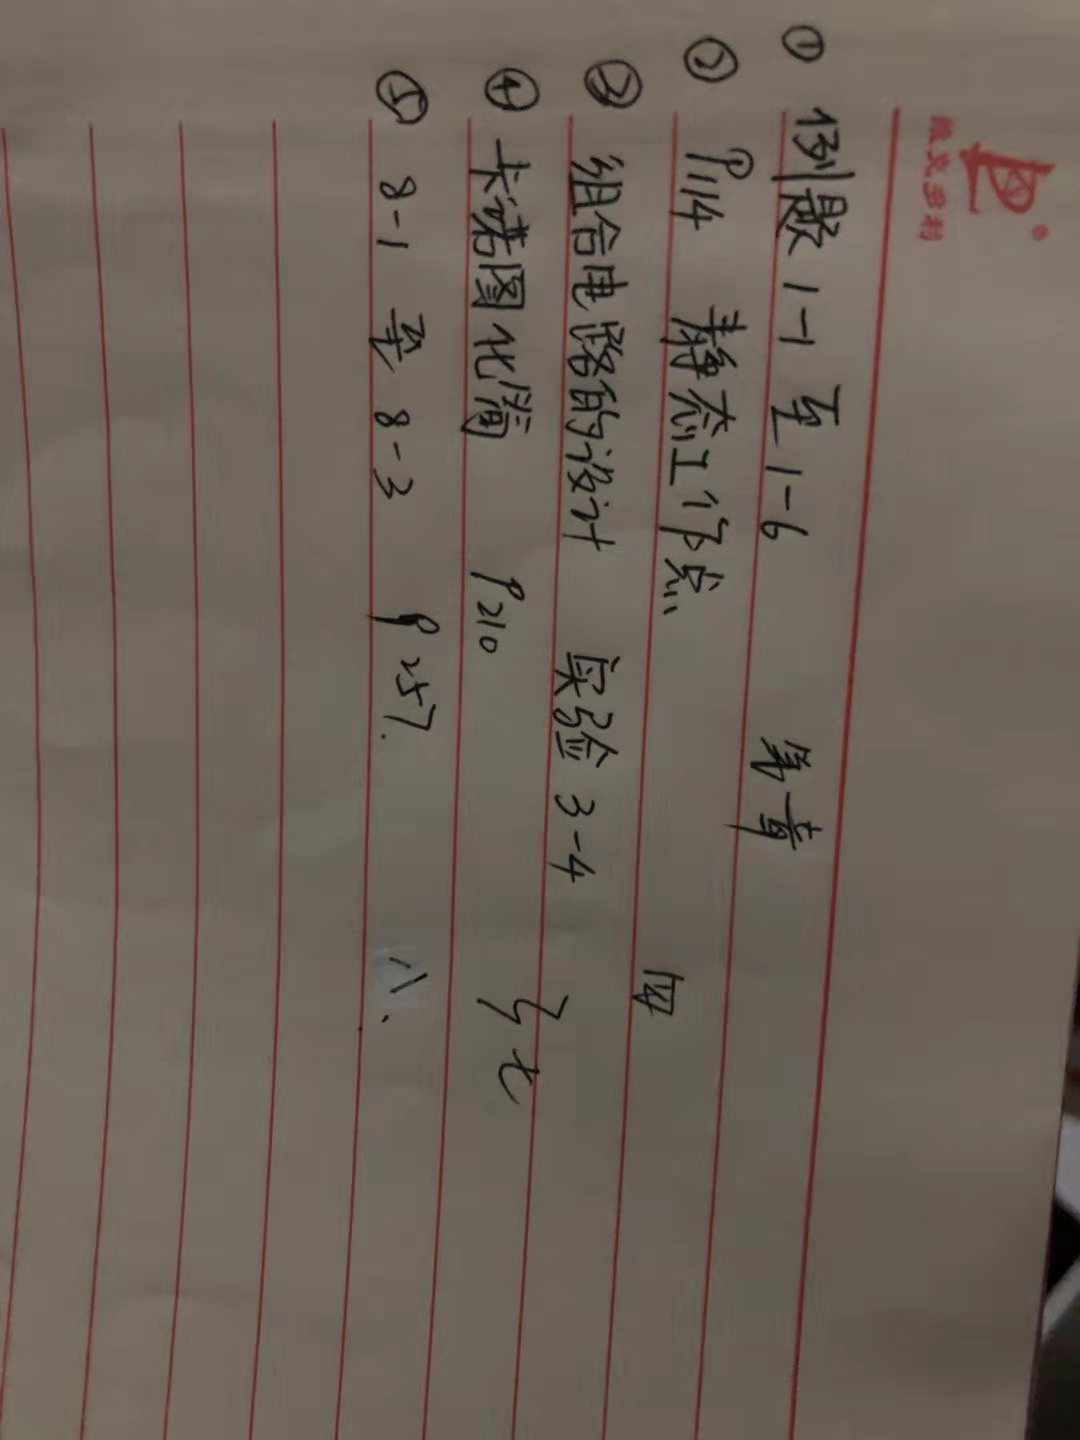 维克多利
① 例题 1-1 至 1-6 第一章
② P114 静态工作点 四
③ 组合电路的设计 实验 3-4
④ 卡诺图化简 P210 } 七
⑤ 8-1 至 8-3 P257. 八.